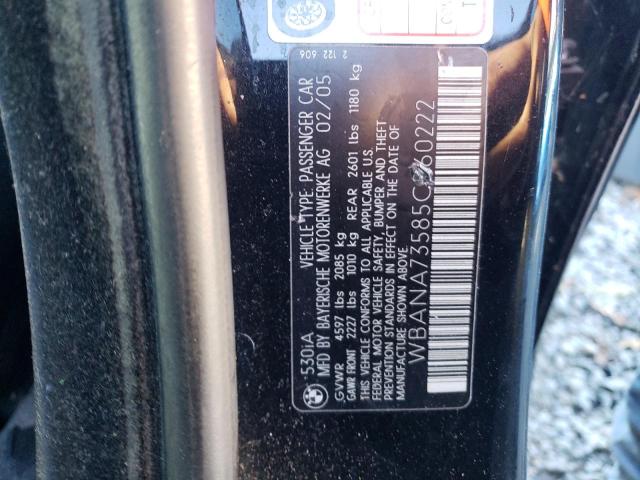 2 122 606
530iA VEHICLE TYPE: PASSENGER CAR
MFD BY BAYERISCHE MOTORENWERKE AG 02/05
GVWR 4597 lbs 2085 kg
GAWR FRONT 2227 lbs 1010 kg REAR 2601 lbs 1180 kg
THIS VEHICLE CONFORMS TO ALL APPLICABLE U.S.
FEDERAL MOTOR VEHICLE SAFETY, BUMPER AND THEFT
PREVENTION STANDARDS IN EFFECT ON THE DATE OF
MANUFACTURE SHOWN ABOVE.